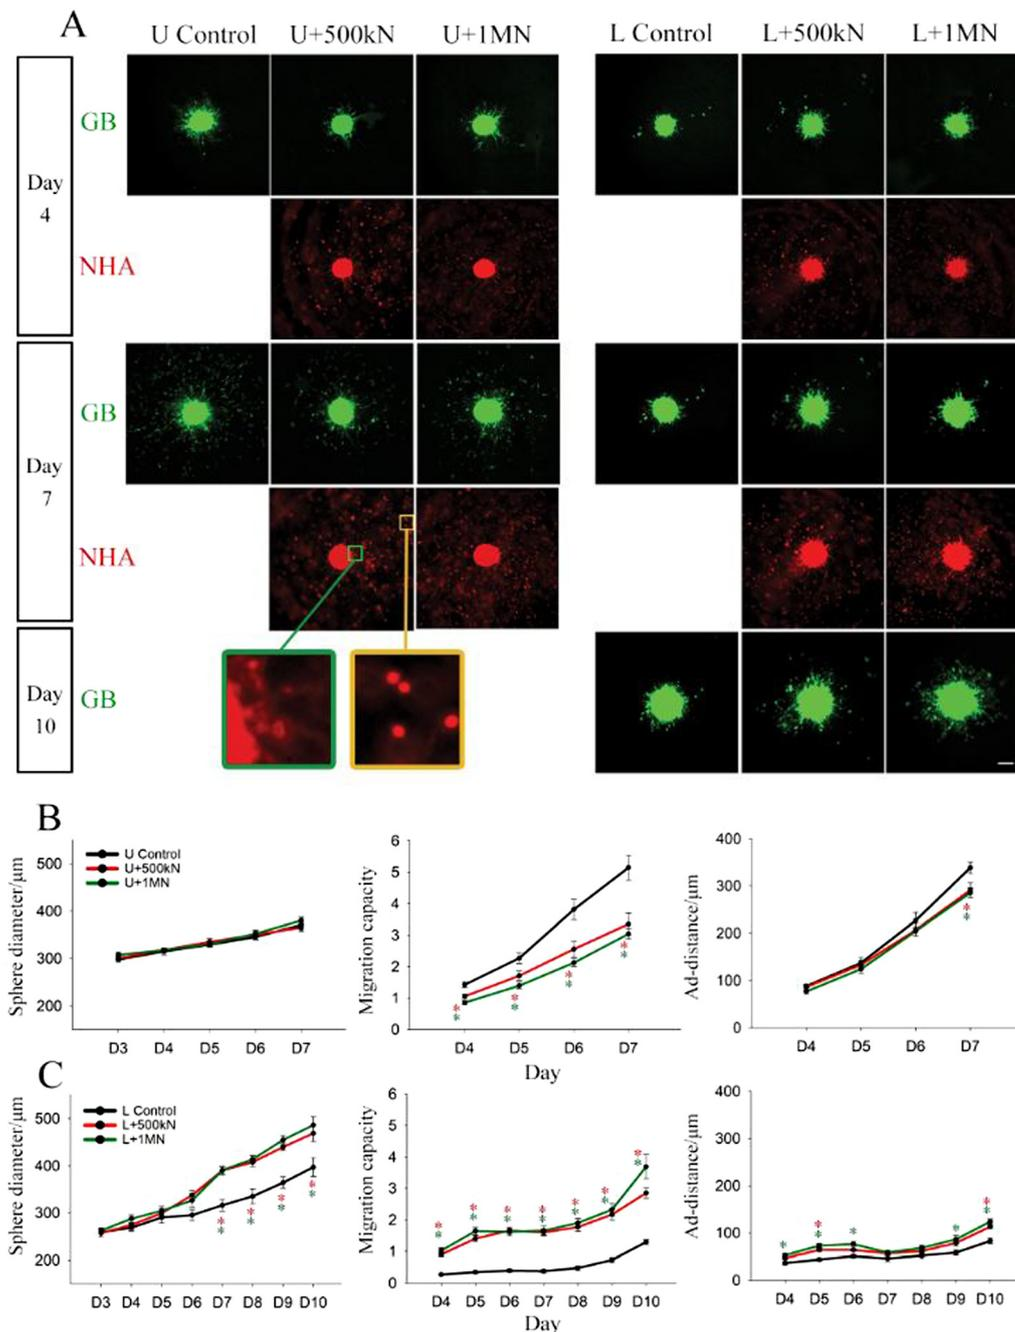 A
U Control U+500kN U+1MN L Control L+500kN L+1MN
Day
4
GB
NHA
Day
7
GB
NHA
Day
10
GB
B
Sphere diameter/μm
500
400
300
200
U Control
U+500kN
U+1MN
D3 D4 D5 D6 D7
Migration capacity
6
5
4
3
2
1
0
* * * *
* * * *
D4 D5 D6 D7
Day
Ad-distance/μm
400
300
200
100
0
*
*
D4 D5 D6 D7
C
Sphere diameter/μm
500
400
300
200
L Control
L+500kN
L+1MN
* * * *
* * * *
D3 D4 D5 D6 D7 D8 D9 D10
Migration capacity
6
5
4
3
2
1
0
* * * * * * *
* * * * * * *
D4 D5 D6 D7 D8 D9 D10
Day
Ad-distance/μm
400
300
200
100
0
* * * * * * *
D4 D5 D6 D7 D8 D9 D10